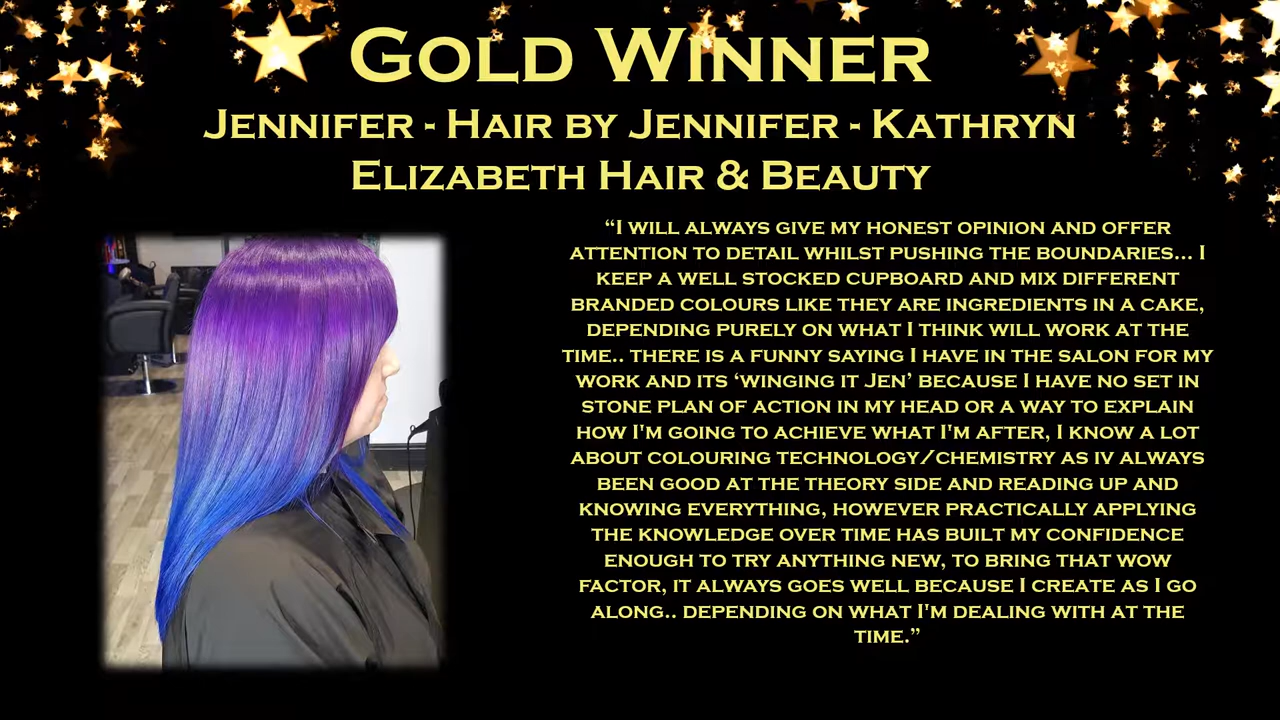 GOLD WINNER
JENNIFER - HAIR BY JENNIFER - KATHRYN
ELIZABETH HAIR & BEAUTY
“I WILL ALWAYS GIVE MY HONEST OPINION AND OFFER
ATTENTION TO DETAIL WHILST PUSHING THE BOUNDARIES... I
KEEP A WELL STOCKED CUPBOARD AND MIX DIFFERENT
BRANDED COLOURS LIKE THEY ARE INGREDIENTS IN A CAKE,
DEPENDING PURELY ON WHAT I THINK WILL WORK AT THE
TIME.. THERE IS A FUNNY SAYING I HAVE IN THE SALON FOR MY
WORK AND ITS ‘WINGING IT JEN’ BECAUSE I HAVE NO SET IN
STONE PLAN OF ACTION IN MY HEAD OR A WAY TO EXPLAIN
HOW I'M GOING TO ACHIEVE WHAT I'M AFTER, I KNOW A LOT
ABOUT COLOURING TECHNOLOGY/CHEMISTRY AS IV ALWAYS
BEEN GOOD AT THE THEORY SIDE AND READING UP AND
KNOWING EVERYTHING, HOWEVER PRACTICALLY APPLYING
THE KNOWLEDGE OVER TIME HAS BUILT MY CONFIDENCE
ENOUGH TO TRY ANYTHING NEW, TO BRING THAT WOW
FACTOR, IT ALWAYS GOES WELL BECAUSE I CREATE AS I GO
ALONG.. DEPENDING ON WHAT I'M DEALING WITH AT THE
TIME.”